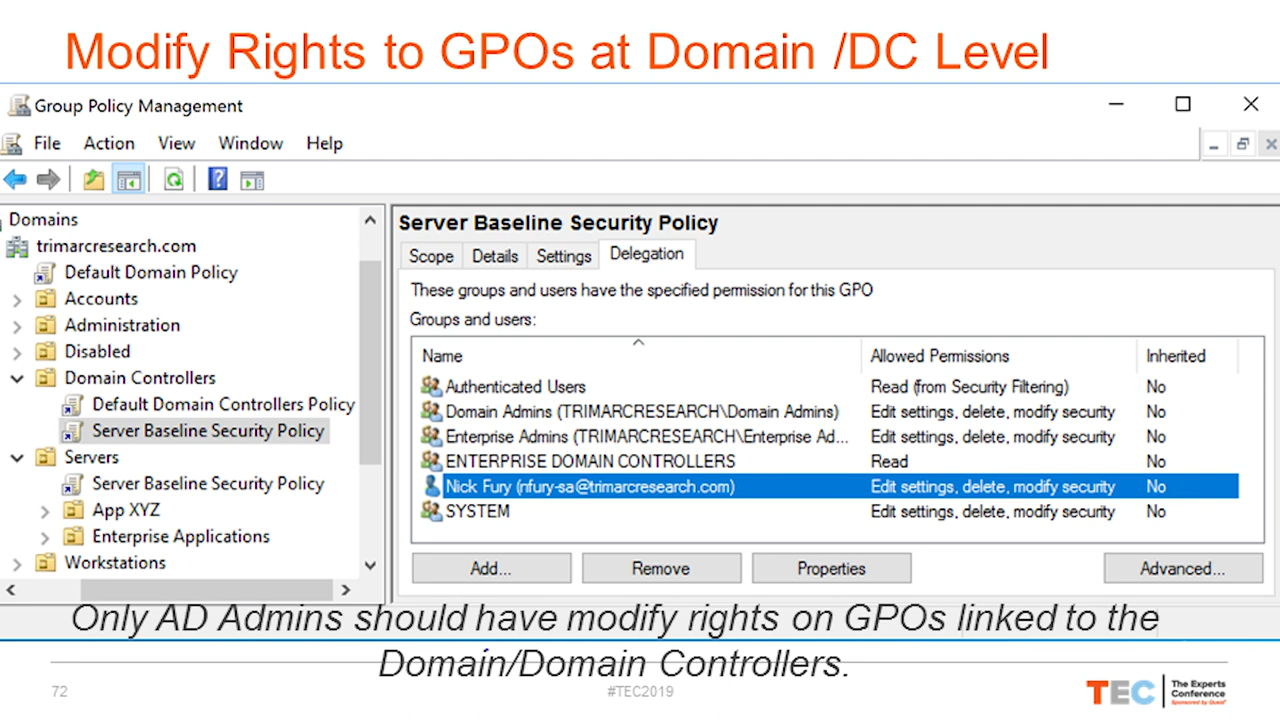 Modify Rights to GPOs at Domain /DC Level
Group Policy Management
File Action View Window Help
Domains
trimarcresearch.com
Default Domain Policy
Accounts
Administration
Disabled
Domain Controllers
Default Domain Controllers Policy
Server Baseline Security Policy
Servers
Server Baseline Security Policy
App XYZ
Enterprise Applications
Workstations
Server Baseline Security Policy
Scope Details Settings Delegation
These groups and users have the specified permission for this GPO
Groups and users:
Name Allowed Permissions Inherited
Authenticated Users Read (from Security Filtering) No
Domain Admins (TRIMARCRESEARCH\Domain Admins) Edit settings, delete, modify security No
Enterprise Admins (TRIMARCRESEARCH\Enterprise Ad... Edit settings, delete, modify security No
ENTERPRISE DOMAIN CONTROLLERS Read No
Nick Fury (nfury-sa@trimarcresearch.com) Edit settings, delete, modify security No
SYSTEM Edit settings, delete, modify security No
Add... Remove Properties Advanced...
Only AD Admins should have modify rights on GPOs linked to the
Domain/Domain Controllers.
72
#TEC2019
TEC
The Experts
Conference
Sponsored by Quest